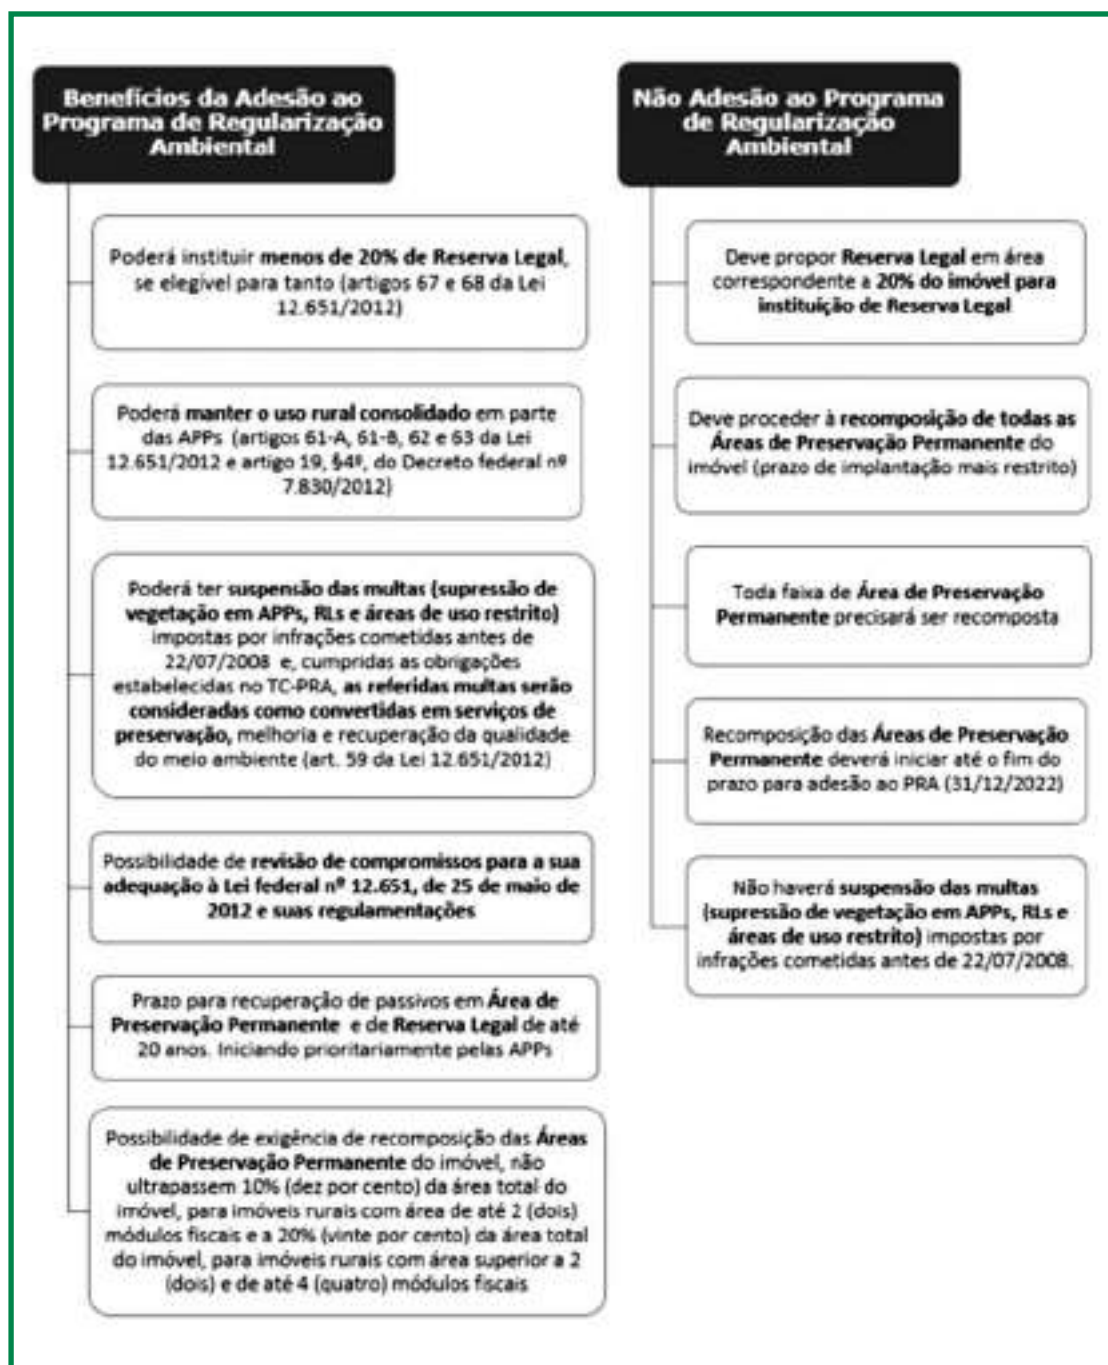 Benefícios da Adesão ao
Programa de Regularização
Ambiental
Poderá instituir menos de 20% de Reserva Legal,
se elegível para tanto (artigos 67 e 68 da Lei
12.651/2012)
Poderá manter o uso rural consolidado em parte
das APPs (artigos 61-A, 61-B, 62 e 63 da Lei
12.651/2012 e artigo 19, §4º, do Decreto federal nº
7.830/2012)
Poderá ter suspensão das multas (supressão de
vegetação em APPs, RLs e áreas de uso restrito)
impostas por infrações cometidas antes de
22/07/2008 e, cumpridas as obrigações
estabelecidas no TC-PRA, as referidas multas serão
consideradas como convertidas em serviços de
preservação, melhoria e recuperação da qualidade
do meio ambiente (art. 59 da Lei 12.651/2012)
Possibilidade de revisão de compromissos para a sua
adequação à Lei federal nº 12.651, de 25 de maio de
2012 e suas regulamentações
Prazo para recuperação de passivos em Área de
Preservação Permanente e de Reserva Legal de até
20 anos. Iniciando prioritariamente pelas APPs
Possibilidade de exigência de recomposição das Áreas
de Preservação Permanente do imóvel, não
ultrapassem 10% (dez por cento) da área total do
imóvel, para imóveis rurais com área de até 2 (dois)
módulos fiscais e a 20% (vinte por cento) da área total
do imóvel, para imóveis rurais com área superior a 2
(dois) e de até 4 (quatro) módulos fiscais
Não Adesão ao Programa
de Regularização
Ambiental
Deve propor Reserva Legal em área
correspondente a 20% do imóvel para
instituição de Reserva Legal
Deve proceder à recomposição de todas as
Áreas de Preservação Permanente do
imóvel (prazo de implantação mais restrito)
Toda faixa de Área de Preservação
Permanente precisará ser recomposta
Recomposição das Áreas de Preservação
Permanente deverá iniciar até o fim do
prazo para adesão ao PRA (31/12/2022)
Não haverá suspensão das multas
(supressão de vegetação em APPs, RLs e
áreas de uso restrito) impostas por
infrações cometidas antes de 22/07/2008.